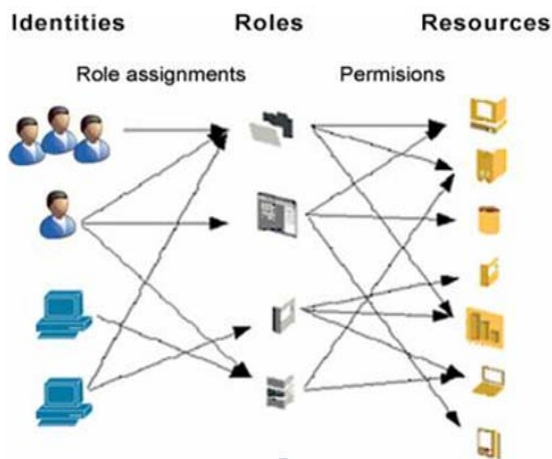 Identities Roles Resources
Role assignments Permisions